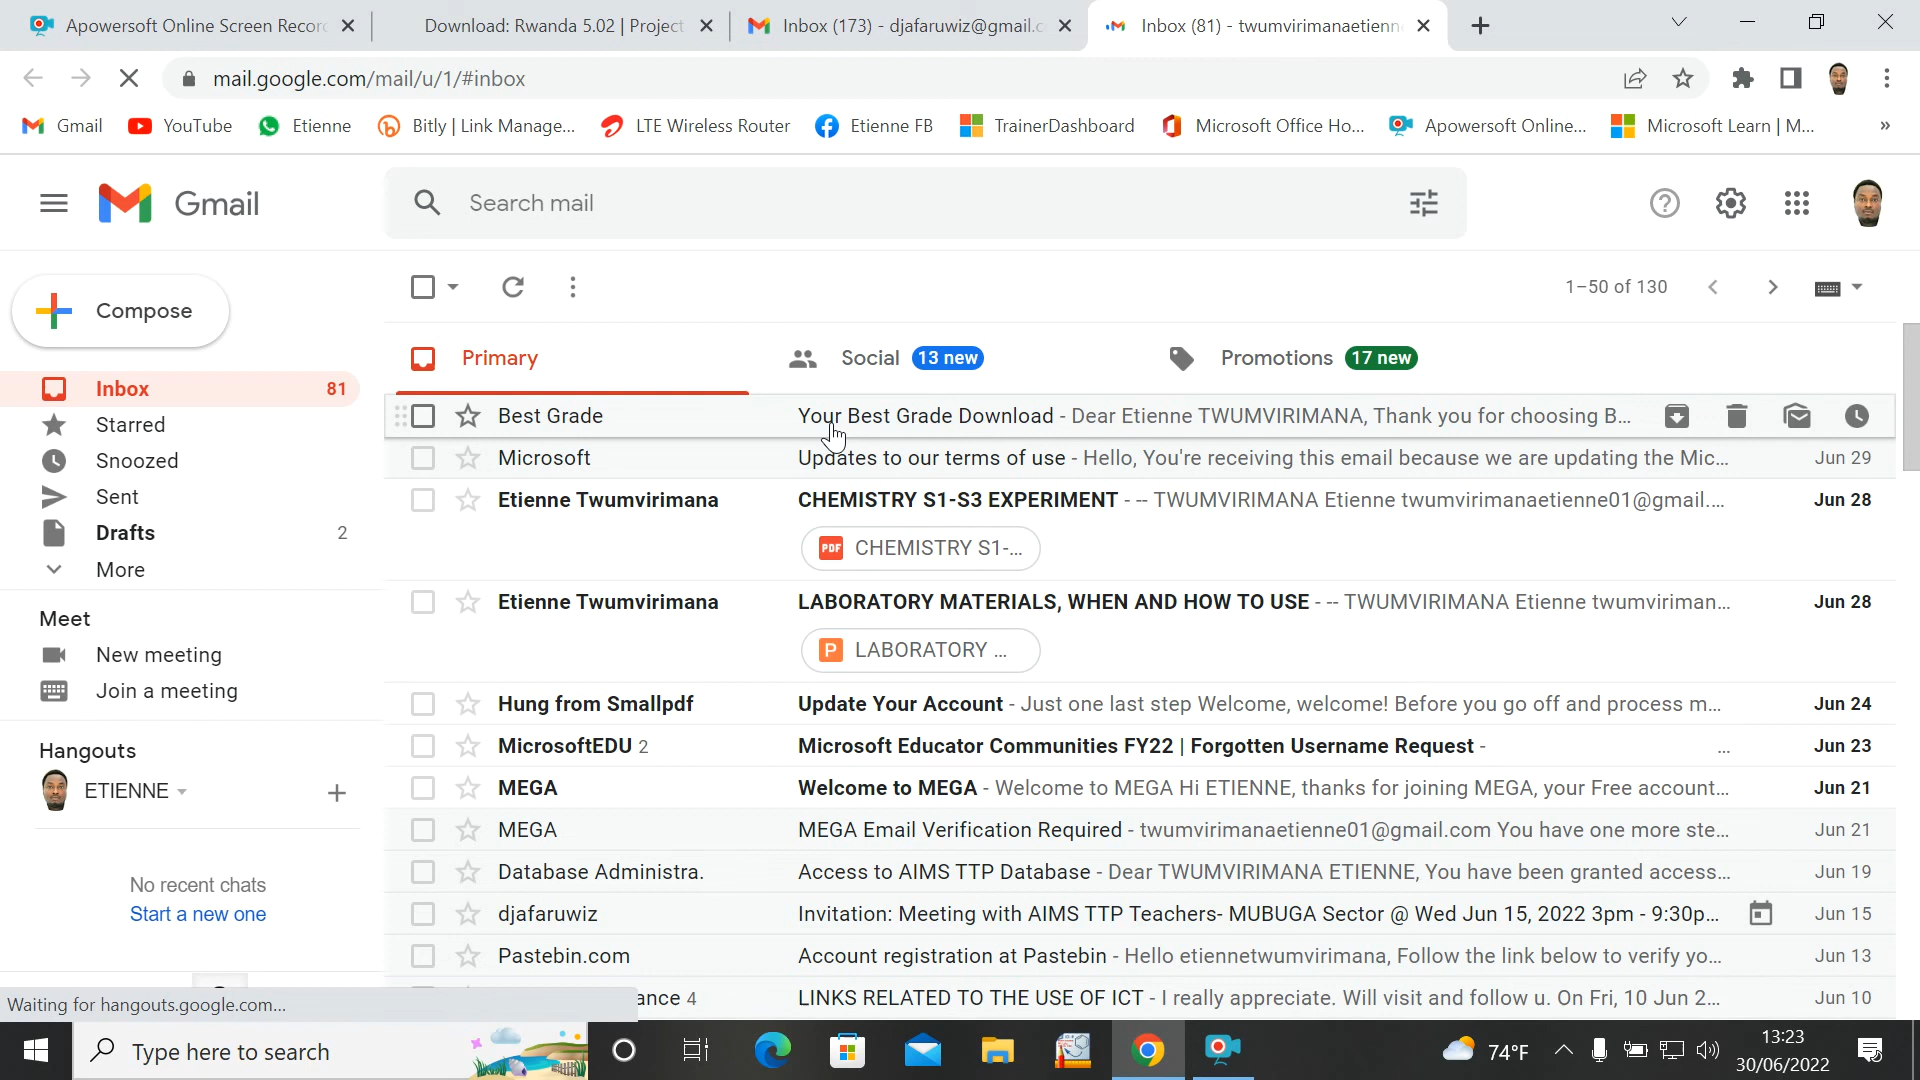 Apowersoft Online Screen Recor
Download: Rwanda 5.02 | Project
Inbox (173) - djafaruwiz@gmail.c
Inbox (81) - twumvirimanaetienn
mail.google.com/mail/u/1/#inbox
Gmail YouTube Etienne Bitly | Link Manage... LTE Wireless Router Etienne FB TrainerDashboard Microsoft Office Ho... Apowersoft Online... Microsoft Learn | M... »
Gmail
Search mail
Compose
1–50 of 130
Primary
Social 13 new
Promotions 17 new
Inbox 81
Starred
Snoozed
Sent
Drafts 2
More
Meet
New meeting
Join a meeting
Hangouts
ETIENNE
No recent chats
Start a new one
Best Grade Your Best Grade Download - Dear Etienne TWUMVIRIMANA, Thank you for choosing B...
Microsoft Updates to our terms of use - Hello, You're receiving this email because we are updating the Mic... Jun 29
Etienne Twumvirimana CHEMISTRY S1-S3 EXPERIMENT - -- TWUMVIRIMANA Etienne twumvirimanaetienne01@gmail.... Jun 28
PDF CHEMISTRY S1-...
Etienne Twumvirimana LABORATORY MATERIALS, WHEN AND HOW TO USE - -- TWUMVIRIMANA Etienne twumviriman... Jun 28
P LABORATORY ...
Hung from Smallpdf Update Your Account - Just one last step Welcome, welcome! Before you go off and process m... Jun 24
MicrosoftEDU 2 Microsoft Educator Communities FY22 | Forgotten Username Request - ... Jun 23
MEGA Welcome to MEGA - Welcome to MEGA Hi ETIENNE, thanks for joining MEGA, your Free account... Jun 21
MEGA MEGA Email Verification Required - twumvirimanaetienne01@gmail.com You have one more ste... Jun 21
Database Administra. Access to AIMS TTP Database - Dear TWUMVIRIMANA ETIENNE, You have been granted access... Jun 19
djafaruwiz Invitation: Meeting with AIMS TTP Teachers- MUBUGA Sector @ Wed Jun 15, 2022 3pm - 9:30p... Jun 15
Pastebin.com Account registration at Pastebin - Hello etiennetwumvirimana, Follow the link below to verify yo... Jun 13
ance 4 LINKS RELATED TO THE USE OF ICT - I really appreciate. Will visit and follow u. On Fri, 10 Jun 2... Jun 10
Waiting for hangouts.google.com...
Type here to search
74°F
13:23
30/06/2022